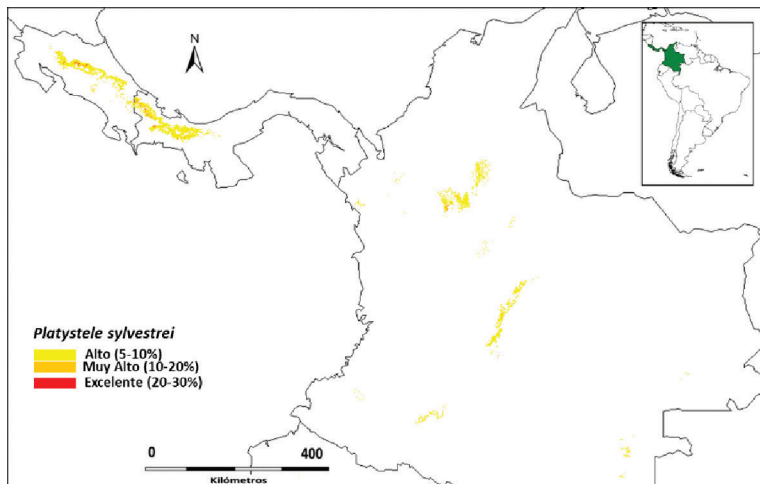 N
Platystele sylvestrei
Alto (5-10%)
Muy Alto (10-20%)
Excelente (20-30%)
0 400
Kilómetros